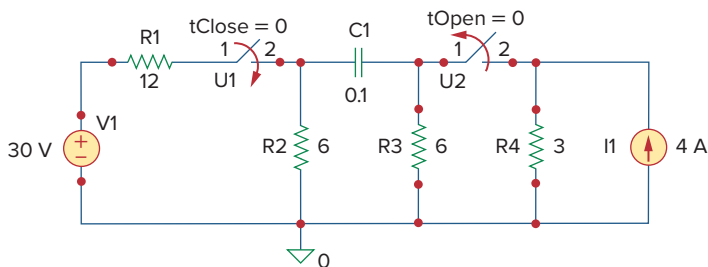 tClose = 0
C1
tOpen = 0
R1
1 2
1 2
12
U1
0.1
U2
V1
+
−
30 V
R2 6
R3 6
R4 3
I1 4 A
0